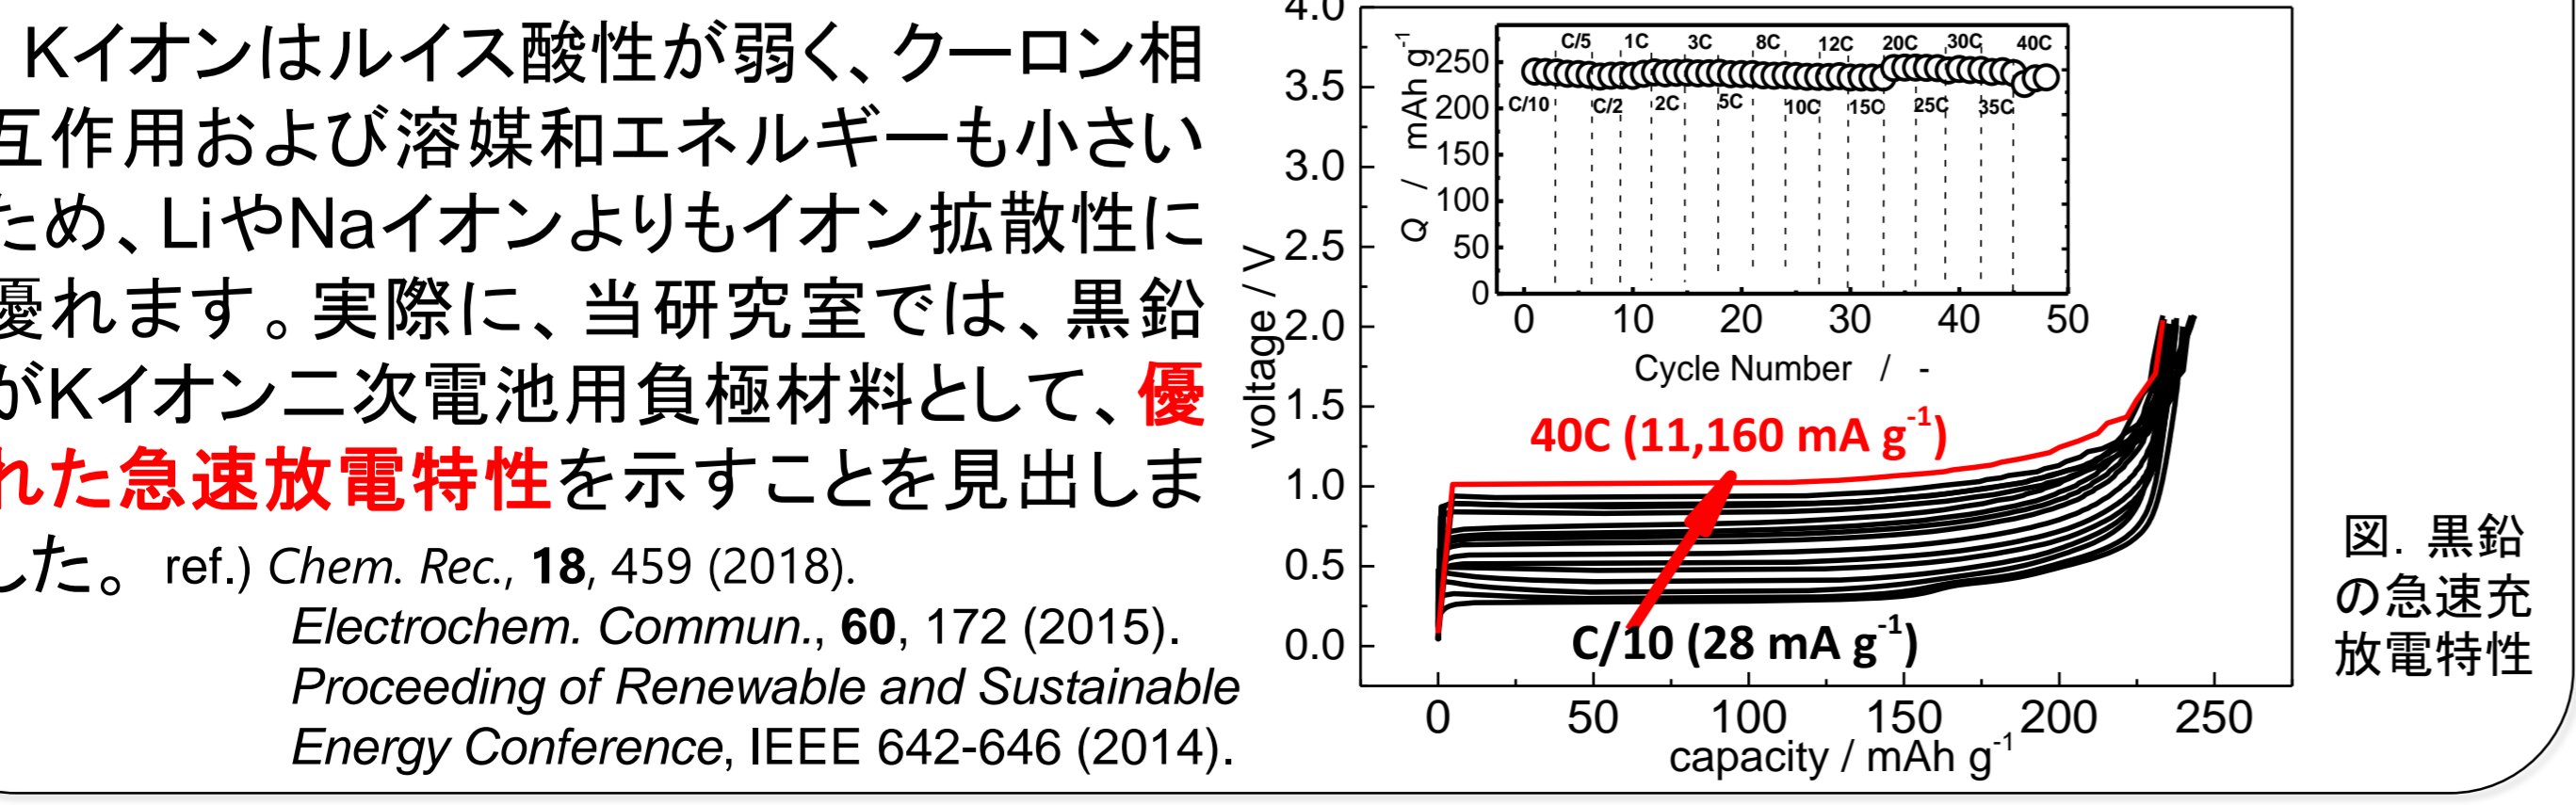 Kイオンはルイス酸性が弱く、クーロン相
互作用および溶媒和エネルギーも小さい
ため、LiやNaイオンよりもイオン拡散性に
優れます。実際に、当研究室では、黒鉛
がKイオン二次電池用負極材料として、優
れた急速放電特性を示すことを見出しま
した。 ref.) Chem. Rec., 18, 459 (2018).
Electrochem. Commun., 60, 172 (2015).
Proceeding of Renewable and Sustainable
Energy Conference, IEEE 642-646 (2014).
4.0
3.5
3.0
2.5
2.0
1.5
1.0
0.5
0.0
voltage / V
0 50 100 150 200 250
capacity / mAh g-1
Q / mAh g-1
250
200
150
100
50
0
C/5 1C 3C 8C 12C 20C 30C 40C
C/10 C/2 2C 5C 10C 15C 25C 35C
0 10 20 30 40 50
Cycle Number / -
40C (11,160 mA g-1)
C/10 (28 mA g-1)
図. 黒鉛
の急速充
放電特性